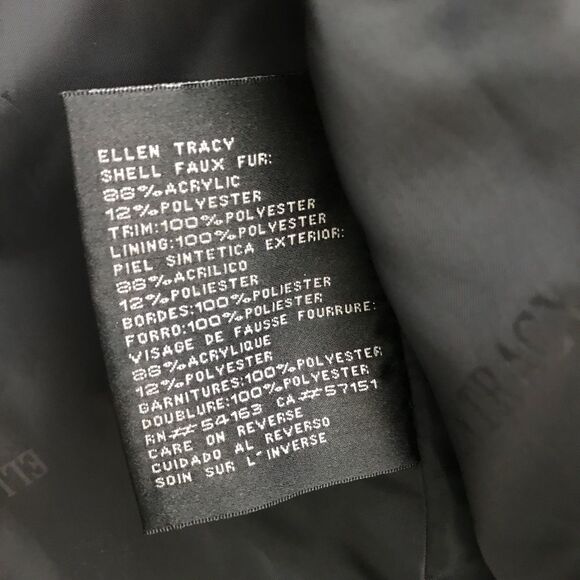 ELLEN TRACY
SHELL FAUX FUR:
88%ACRYLIC
12%POLYESTER
TRIM:100%POLYESTER
LINING:100%POLYESTER
PIEL SINTETICA EXTERIOR:
88%ACRILICO
12%POLIESTER
BORDES:100%POLIESTER
FORRO:100%POLIESTER
VISAGE DE FAUSSE FOURRURE:
88%ACRYLIQUE
12%POLYESTER
GARNITURES:100%POLYESTER
DOUBLURE:100%POLYESTER
RN# 54163 CA#57151
CARE ON REVERSE
CUIDADO AL REVERSO
SOIN SUR L'INVERSE
TRACY
ELL